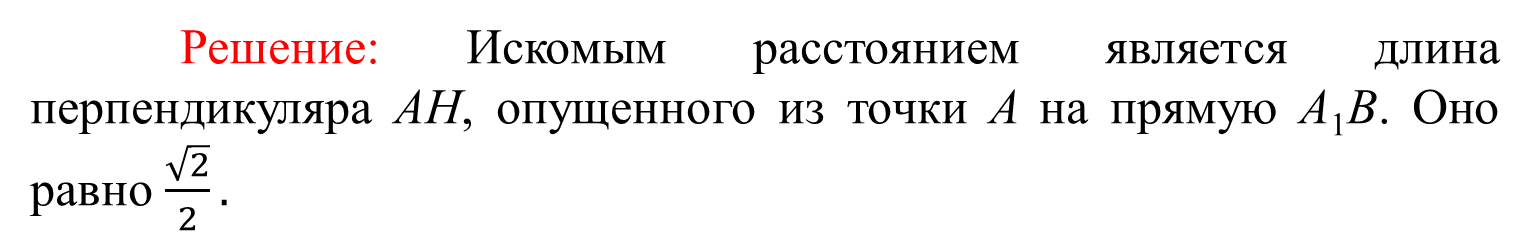 Решение: Искомым расстоянием является длина
перпендикуляра AH, опущенного из точки A на прямую A₁B. Оно
равно √2/2 .